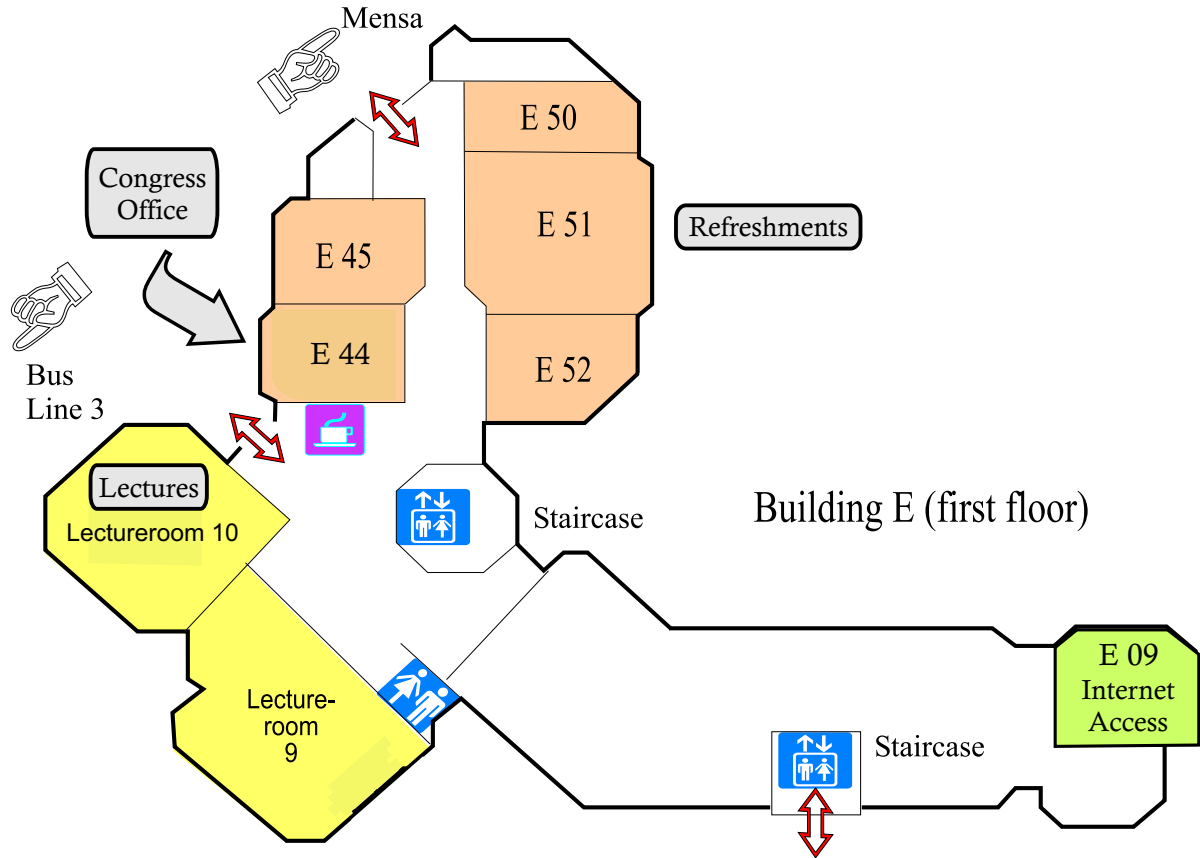 Mensa
E 50
Congress
Office
E 51
Refreshments
E 45
E 44
E 52
Bus
Line 3
Lectures
Lectureroom 10
Staircase
Building E (first floor)
E 09
Internet
Access
Lecture-
room
9
Staircase